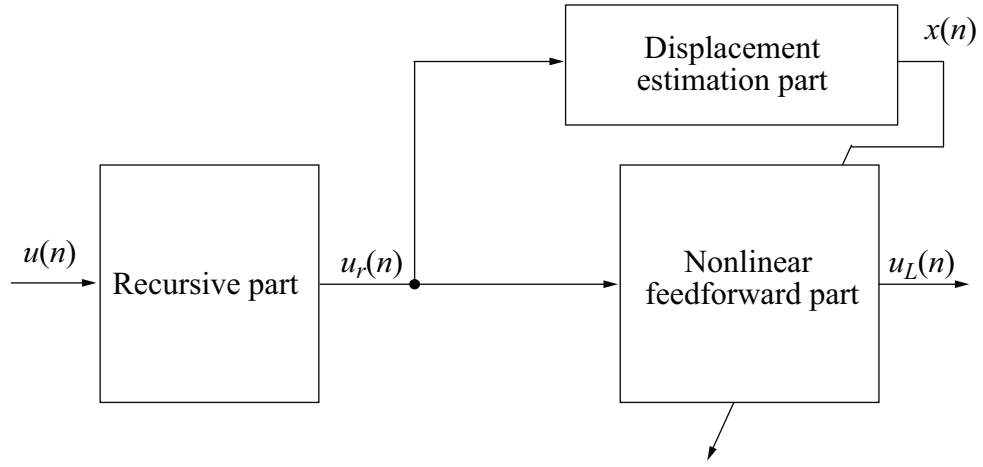 Displacement
estimation part
x(n)
u(n)
Recursive part
u_r(n)
Nonlinear
feedforward part
u_L(n)